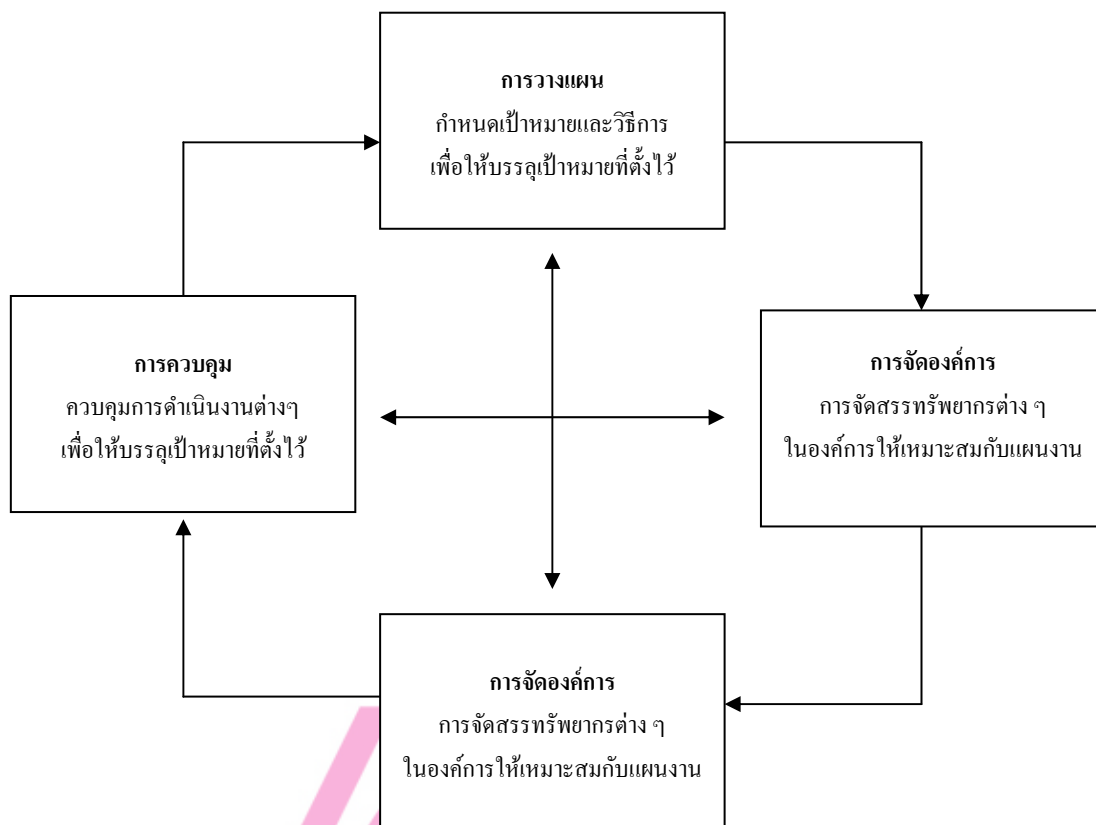 การวางแผน
กำหนดเป้าหมายและวิธีการ
เพื่อให้บรรลุเป้าหมายที่ตั้งไว้
การควบคุม
ควบคุมการดำเนินงานต่างๆ
เพื่อให้บรรลุเป้าหมายที่ตั้งไว้
การจัดองค์การ
การจัดสรรทรัพยากรต่าง ๆ
ในองค์การให้เหมาะสมกับแผนงาน
การจัดองค์การ
การจัดสรรทรัพยากรต่าง ๆ
ในองค์การให้เหมาะสมกับแผนงาน